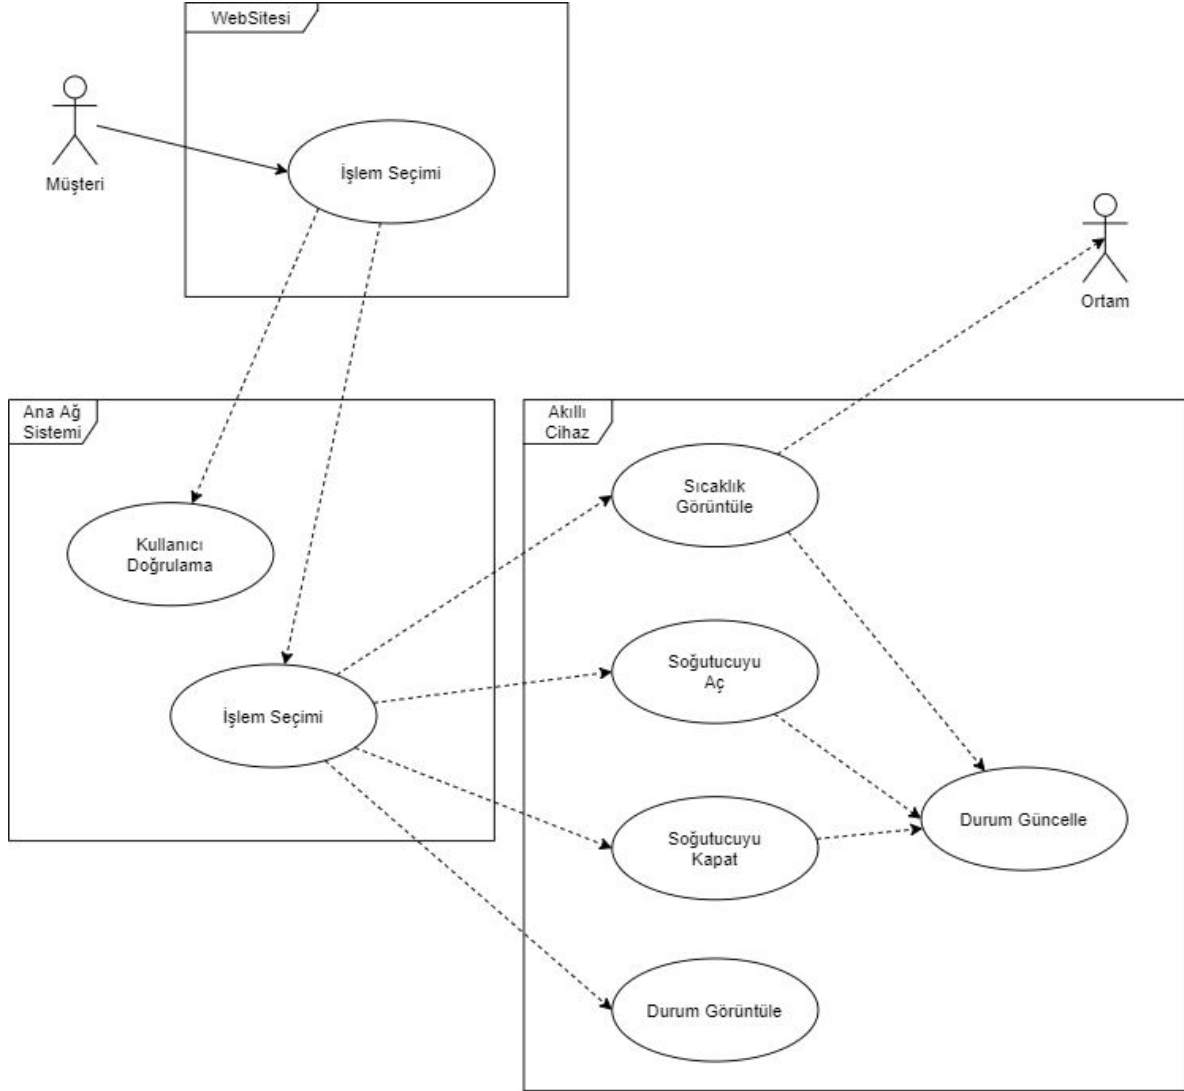 WebSitesi
İşlem Seçimi
Müşteri
Ortam
Ana Ağ
Sistemi
Kullanıcı
Doğrulama
İşlem Seçimi
Akıllı
Cihaz
Sıcaklık
Görüntüle
Soğutucuyu
Aç
Soğutucuyu
Kapat
Durum Güncelle
Durum Görüntüle